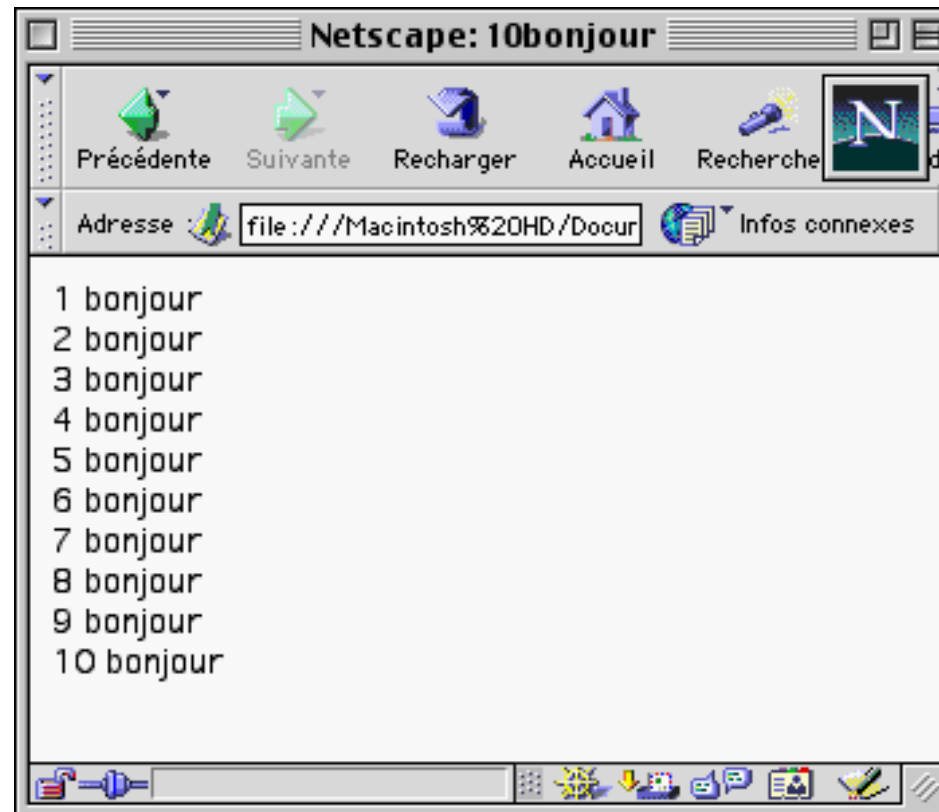 Netscape: 10bonjour
Précédente Suivante Recharger Accueil Recherche N
Adresse file:///Macintosh%20HD/Docur Infos connexes
1 bonjour
2 bonjour
3 bonjour
4 bonjour
5 bonjour
6 bonjour
7 bonjour
8 bonjour
9 bonjour
10 bonjour